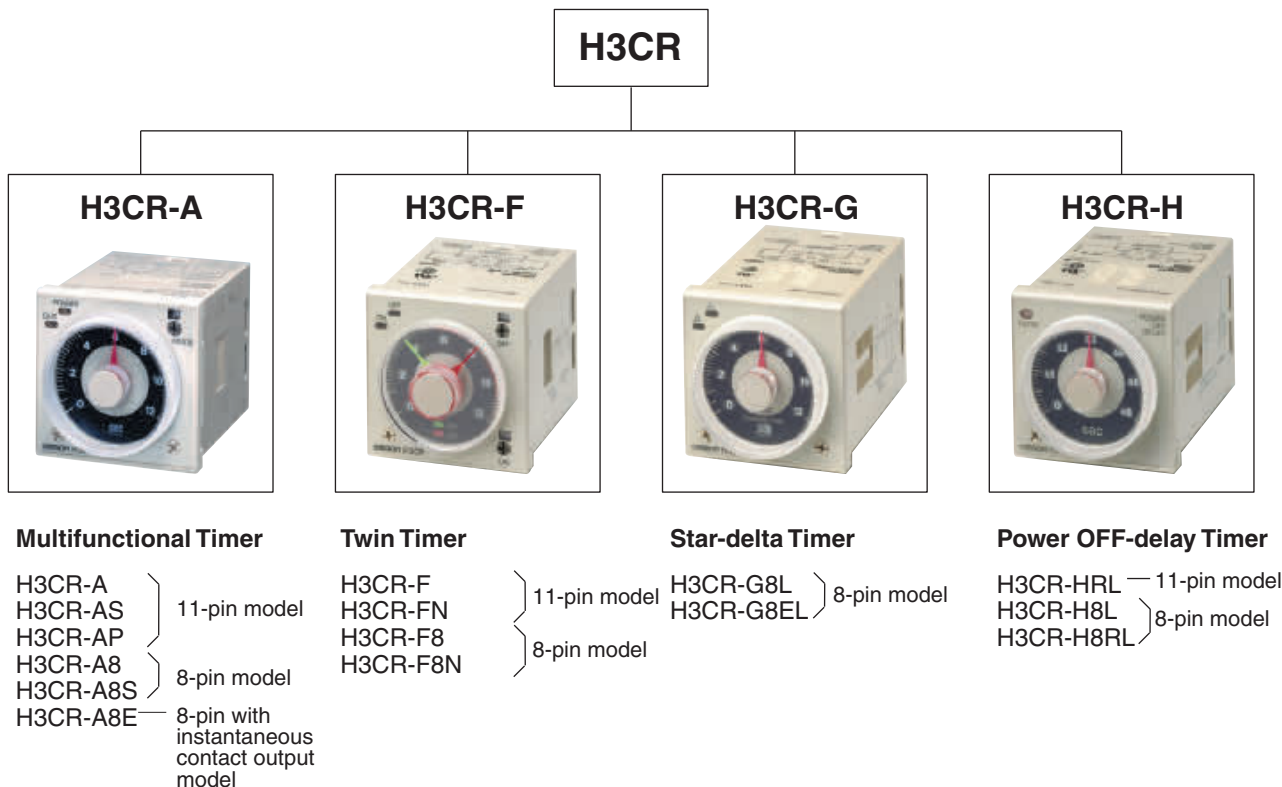 H3CR
H3CR-A
H3CR-F
H3CR-G
H3CR-H
Multifunctional Timer
H3CR-A
H3CR-AS
H3CR-AP
11-pin model
H3CR-A8
H3CR-A8S
8-pin model
H3CR-A8E
8-pin with
instantaneous
contact output
model
Twin Timer
H3CR-F
H3CR-FN
11-pin model
H3CR-F8
H3CR-F8N
8-pin model
Star-delta Timer
H3CR-G8L
H3CR-G8EL
8-pin model
Power OFF-delay Timer
H3CR-HRL
11-pin model
H3CR-H8L
H3CR-H8RL
8-pin model